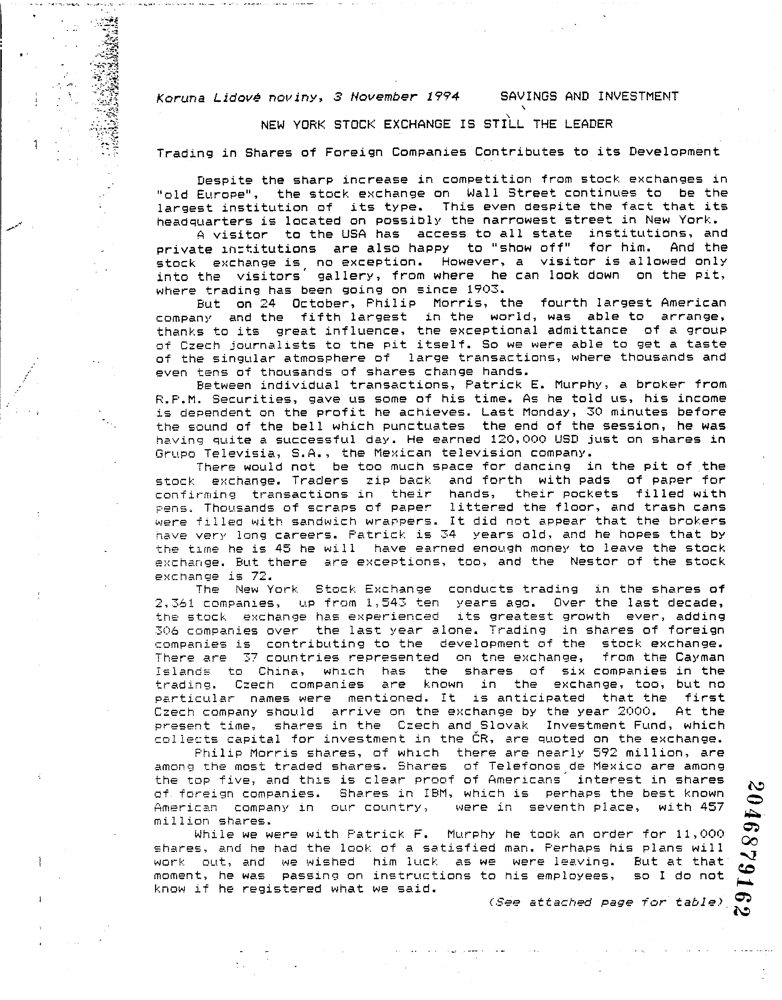 Koruna Lidové noviny, 3 November 1994 SAVINGS AND INVESTMENT
NEW YORK STOCK EXCHANGE IS STILL THE LEADER
Trading in Shares of Foreign Companies Contributes to its Development
Despite the sharp increase in competition from stock exchanges in
"old Europe", the stock exchange on Wall Street continues to be the
largest institution of its type. This even despite the fact that its
headquarters is located on possibly the narrowest street in New York.
A visitor to the USA has access to all state institutions, and
private institutions are also happy to "show off" for him. And the
stock exchange is no exception. However, a visitor is allowed only
into the visitors' gallery, from where he can look down on the pit,
where trading has been going on since 1903.
But on 24 October, Philip Morris, the fourth largest American
company and the fifth largest in the world, was able to arrange,
thanks to its great influence, the exceptional admittance of a group
of Czech journalists to the pit itself. So we were able to get a taste
of the singular atmosphere of large transactions, where thousands and
even tens of thousands of shares change hands.
Between individual transactions, Patrick E. Murphy, a broker from
R.P.M. Securities, gave us some of his time. As he told us, his income
is dependent on the profit he achieves. Last Monday, 30 minutes before
the sound of the bell which punctuates the end of the session, he was
having quite a successful day. He earned 120,000 USD just on shares in
Grupo Televisia, S.A., the Mexican television company.
There would not be too much space for dancing in the pit of the
stock exchange. Traders zip back and forth with pads of paper for
confirming transactions in their hands, their pockets filled with
pens. Thousands of scraps of paper littered the floor, and trash cans
were filled with sandwich wrappers. It did not appear that the brokers
have very long careers. Patrick is 34 years old, and he hopes that by
the time he is 45 he will have earned enough money to leave the stock
exchange. But there are exceptions, too, and the Nestor of the stock
exchange is 72.
The New York Stock Exchange conducts trading in the shares of
2,361 companies, up from 1,543 ten years ago. Over the last decade,
the stock exchange has experienced its greatest growth ever, adding
306 companies over the last year alone. Trading in shares of foreign
companies is contributing to the development of the stock exchange.
There are 37 countries represented on the exchange, from the Cayman
Islands to China, which has the shares of six companies in the
trading. Czech companies are known in the exchange, too, but no
particular names were mentioned. It is anticipated that the first
Czech company should arrive on the exchange by the year 2000. At the
present time, shares in the Czech and Slovak Investment Fund, which
collects capital for investment in the ČR, are quoted on the exchange.
Philip Morris shares, of which there are nearly 592 million, are
among the most traded shares. Shares of Telefonos de Mexico are among
the top five, and this is clear proof of Americans' interest in shares
of foreign companies. Shares in IBM, which is perhaps the best known
American company in our country, were in seventh place, with 457
million shares.
While we were with Patrick F. Murphy he took an order for 11,000
shares, and he had the look of a satisfied man. Perhaps his plans will
work out, and we wished him luck as we were leaving. But at that
moment, he was passing on instructions to his employees, so I do not
know if he registered what we said.
(See attached page for table)
2046879162